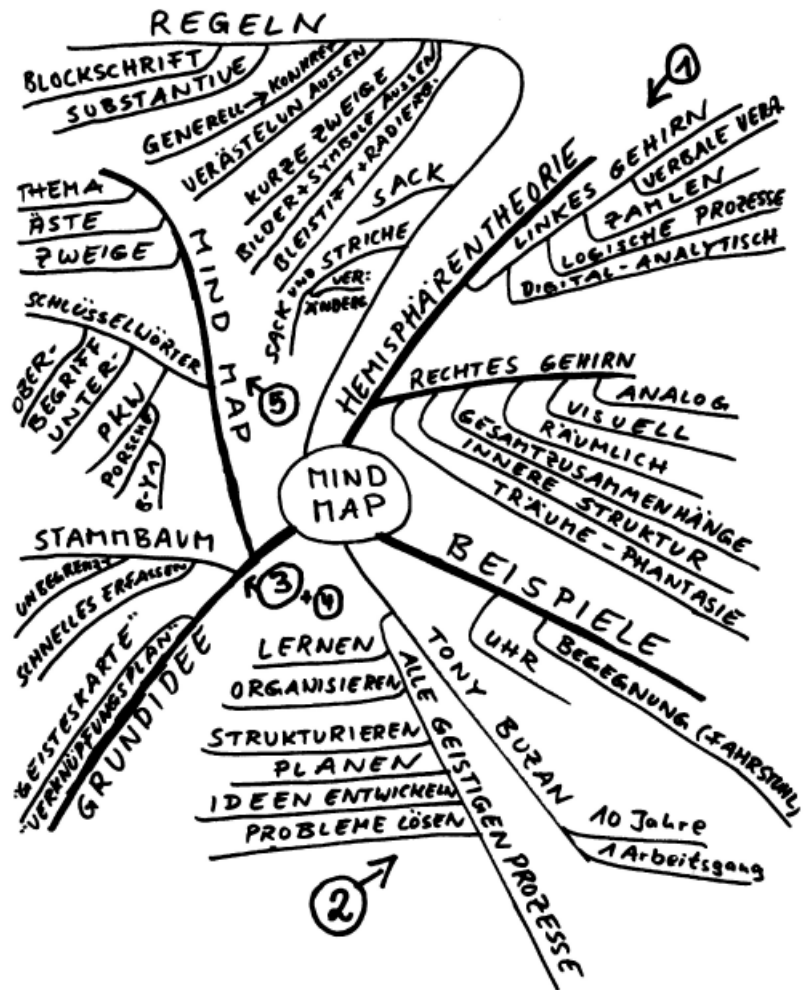 REGELN
BLOCKSCHRIFT
SUBSTANTIVE
GENERELL → KONKRET
VERÄSTELUN AUSSEN
KURZE ZWEIGE
BILDER + SYMBOLE AUSSEN
BLEISTIFT + RADIERG.
SACK
SACK UND STRICHE
VER:
ÄNDERG
1
HEMISPHÄRENTHEORIE
LINKES GEHIRN
VERBALE
ZAHLEN
LOGISCHE PROZESSE
DIGITAL-ANALYTISCH
RECHTES GEHIRN
ANALOG
VISUELL
RÄUMLICH
GESAMTZUSAMMENHÄNGE
INNERE STRUKTUR
TRÄUME - PHANTASIE
MIND
MAP
BEISPIELE
UHR
BEGEGNUNG (FAHRSTUHL)
TONY BUZAN
10 Jahre
1 Arbeitsgang
2
ALLE GEISTIGEN PROZESSE
LERNEN
ORGANISIEREN
STRUKTURIEREN
PLANEN
IDEEN ENTWICKELN
PROBLEME LÖSEN
3 + 4
GRUNDIDEE
"GEISTESKARTE"
"VERKNÜPFUNGSPLAN"
STAMMBAUM
UNBEGRENZT
SCHNELLES ERFASSEN
5
MIND MAP
THEMA
ÄSTE
ZWEIGE
SCHLÜSSELWÖRTER
OBER-
BEGRIFF
UNTER-
PKW
PORSCHE